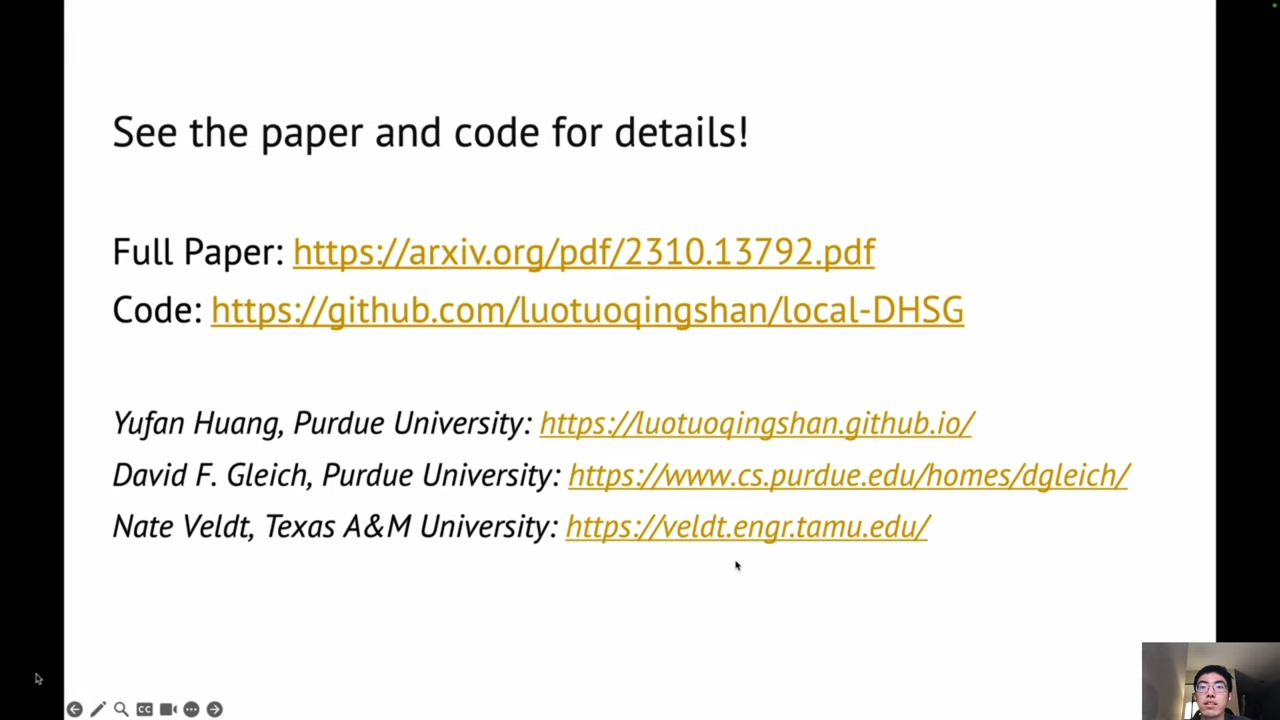 See the paper and code for details!
Full Paper: https://arxiv.org/pdf/2310.13792.pdf
Code: https://github.com/luotuoqingshan/local-DHSG
Yufan Huang, Purdue University: https://luotuoqingshan.github.io/
David F. Gleich, Purdue University: https://www.cs.purdue.edu/homes/dgleich/
Nate Veldt, Texas A&M University: https://veldt.engr.tamu.edu/
CC